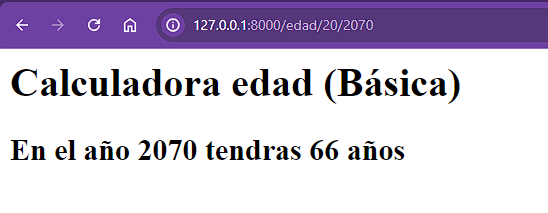 127.0.0.1:8000/edad/20/2070
Calculadora edad (Básica)
En el año 2070 tendras 66 años